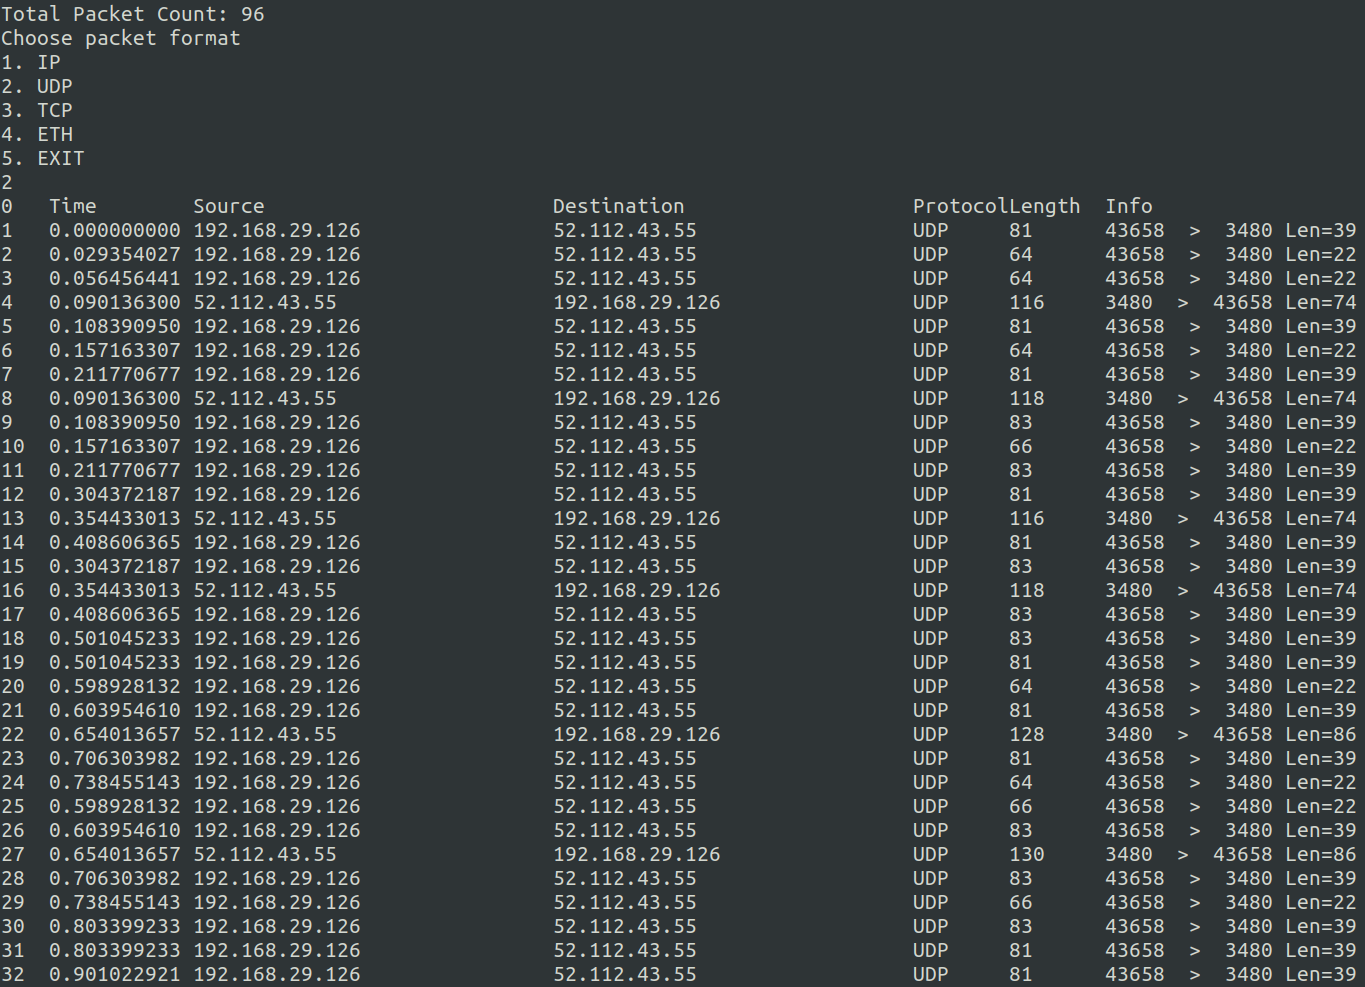 Total Packet Count: 96
Choose packet format
1. IP
2. UDP
3. TCP
4. ETH
5. EXIT
2
0   Time        Source                        Destination                   ProtocolLength  Info
1   0.000000000 192.168.29.126                52.112.43.55                  UDP     81      43658  >  3480 Len=39
2   0.029354027 192.168.29.126                52.112.43.55                  UDP     64      43658  >  3480 Len=22
3   0.056456441 192.168.29.126                52.112.43.55                  UDP     64      43658  >  3480 Len=22
4   0.090136300 52.112.43.55                  192.168.29.126                UDP     116     3480  >  43658 Len=74
5   0.108390950 192.168.29.126                52.112.43.55                  UDP     81      43658  >  3480 Len=39
6   0.157163307 192.168.29.126                52.112.43.55                  UDP     64      43658  >  3480 Len=22
7   0.211770677 192.168.29.126                52.112.43.55                  UDP     81      43658  >  3480 Len=39
8   0.090136300 52.112.43.55                  192.168.29.126                UDP     118     3480  >  43658 Len=74
9   0.108390950 192.168.29.126                52.112.43.55                  UDP     83      43658  >  3480 Len=39
10  0.157163307 192.168.29.126                52.112.43.55                  UDP     66      43658  >  3480 Len=22
11  0.211770677 192.168.29.126                52.112.43.55                  UDP     83      43658  >  3480 Len=39
12  0.304372187 192.168.29.126                52.112.43.55                  UDP     81      43658  >  3480 Len=39
13  0.354433013 52.112.43.55                  192.168.29.126                UDP     116     3480  >  43658 Len=74
14  0.408606365 192.168.29.126                52.112.43.55                  UDP     81      43658  >  3480 Len=39
15  0.304372187 192.168.29.126                52.112.43.55                  UDP     83      43658  >  3480 Len=39
16  0.354433013 52.112.43.55                  192.168.29.126                UDP     118     3480  >  43658 Len=74
17  0.408606365 192.168.29.126                52.112.43.55                  UDP     83      43658  >  3480 Len=39
18  0.501045233 192.168.29.126                52.112.43.55                  UDP     83      43658  >  3480 Len=39
19  0.501045233 192.168.29.126                52.112.43.55                  UDP     81      43658  >  3480 Len=39
20  0.598928132 192.168.29.126                52.112.43.55                  UDP     64      43658  >  3480 Len=22
21  0.603954610 192.168.29.126                52.112.43.55                  UDP     81      43658  >  3480 Len=39
22  0.654013657 52.112.43.55                  192.168.29.126                UDP     128     3480  >  43658 Len=86
23  0.706303982 192.168.29.126                52.112.43.55                  UDP     81      43658  >  3480 Len=39
24  0.738455143 192.168.29.126                52.112.43.55                  UDP     64      43658  >  3480 Len=22
25  0.598928132 192.168.29.126                52.112.43.55                  UDP     66      43658  >  3480 Len=22
26  0.603954610 192.168.29.126                52.112.43.55                  UDP     83      43658  >  3480 Len=39
27  0.654013657 52.112.43.55                  192.168.29.126                UDP     130     3480  >  43658 Len=86
28  0.706303982 192.168.29.126                52.112.43.55                  UDP     83      43658  >  3480 Len=39
29  0.738455143 192.168.29.126                52.112.43.55                  UDP     66      43658  >  3480 Len=22
30  0.803399233 192.168.29.126                52.112.43.55                  UDP     83      43658  >  3480 Len=39
31  0.803399233 192.168.29.126                52.112.43.55                  UDP     81      43658  >  3480 Len=39
32  0.901022921 192.168.29.126                52.112.43.55                  UDP     81      43658  >  3480 Len=39